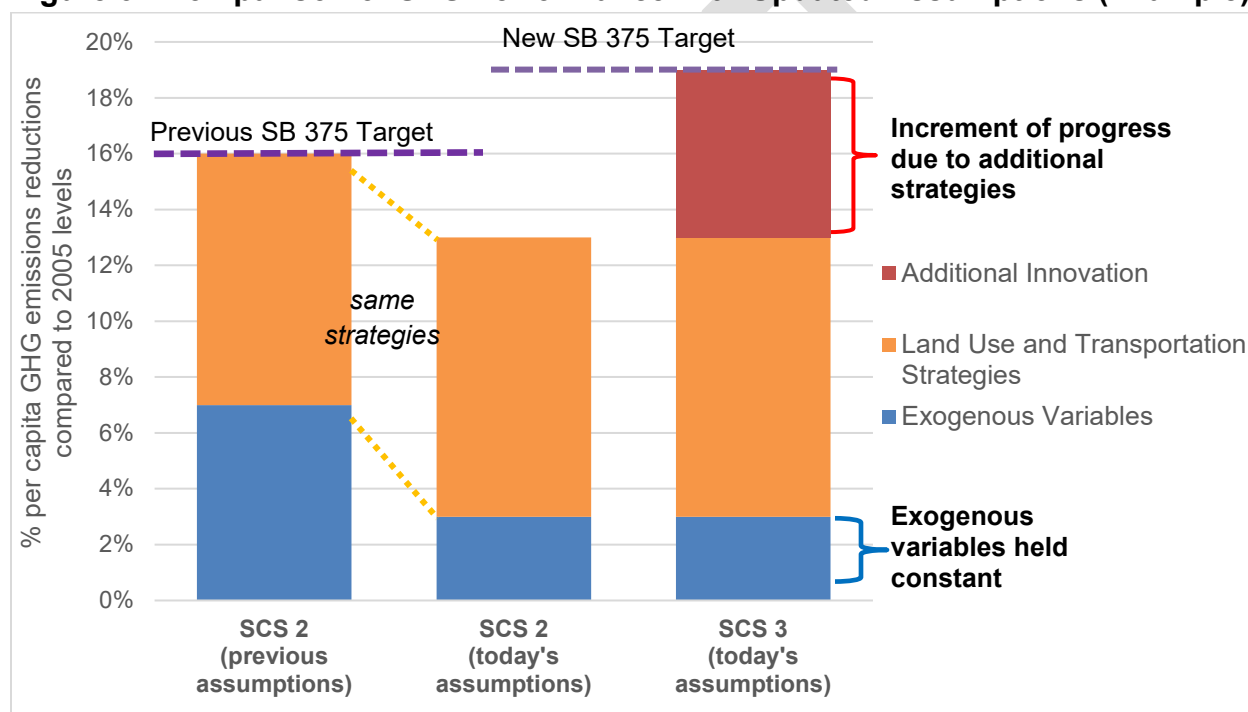 New SB 375 Target
Previous SB 375 Target
% per capita GHG emissions reductions
compared to 2005 levels
20%
18%
16%
14%
12%
10%
8%
6%
4%
2%
0%
same
strategies
Increment of progress
due to additional
strategies
Additional Innovation
Land Use and Transportation
Strategies
Exogenous Variables
Exogenous
variables held
constant
SCS 2
(previous
assumptions)
SCS 2
(today's
assumptions)
SCS 3
(today's
assumptions)